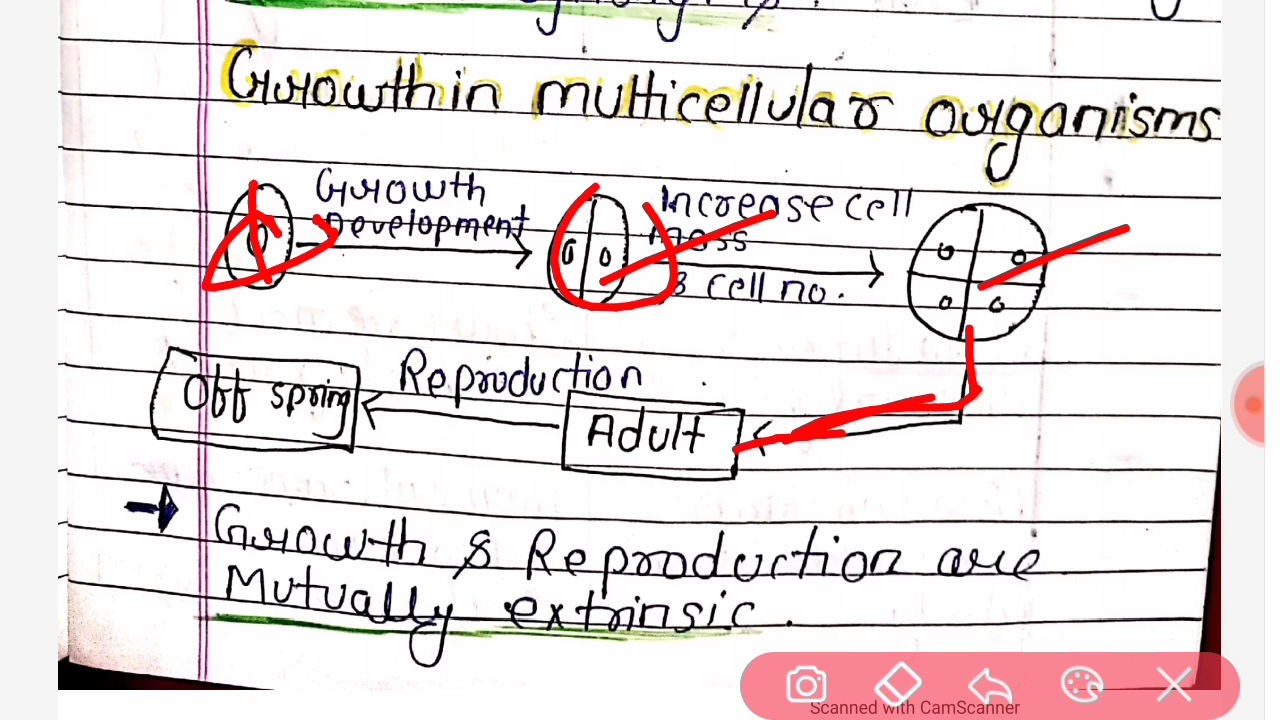 Growth in multicellular organisms
Growth
Development
Increase cell
mass
& cell no.
Off spring
Reproduction
Adult
Growth & Reproduction are
Mutually extrinsic.
Scanned with CamScanner